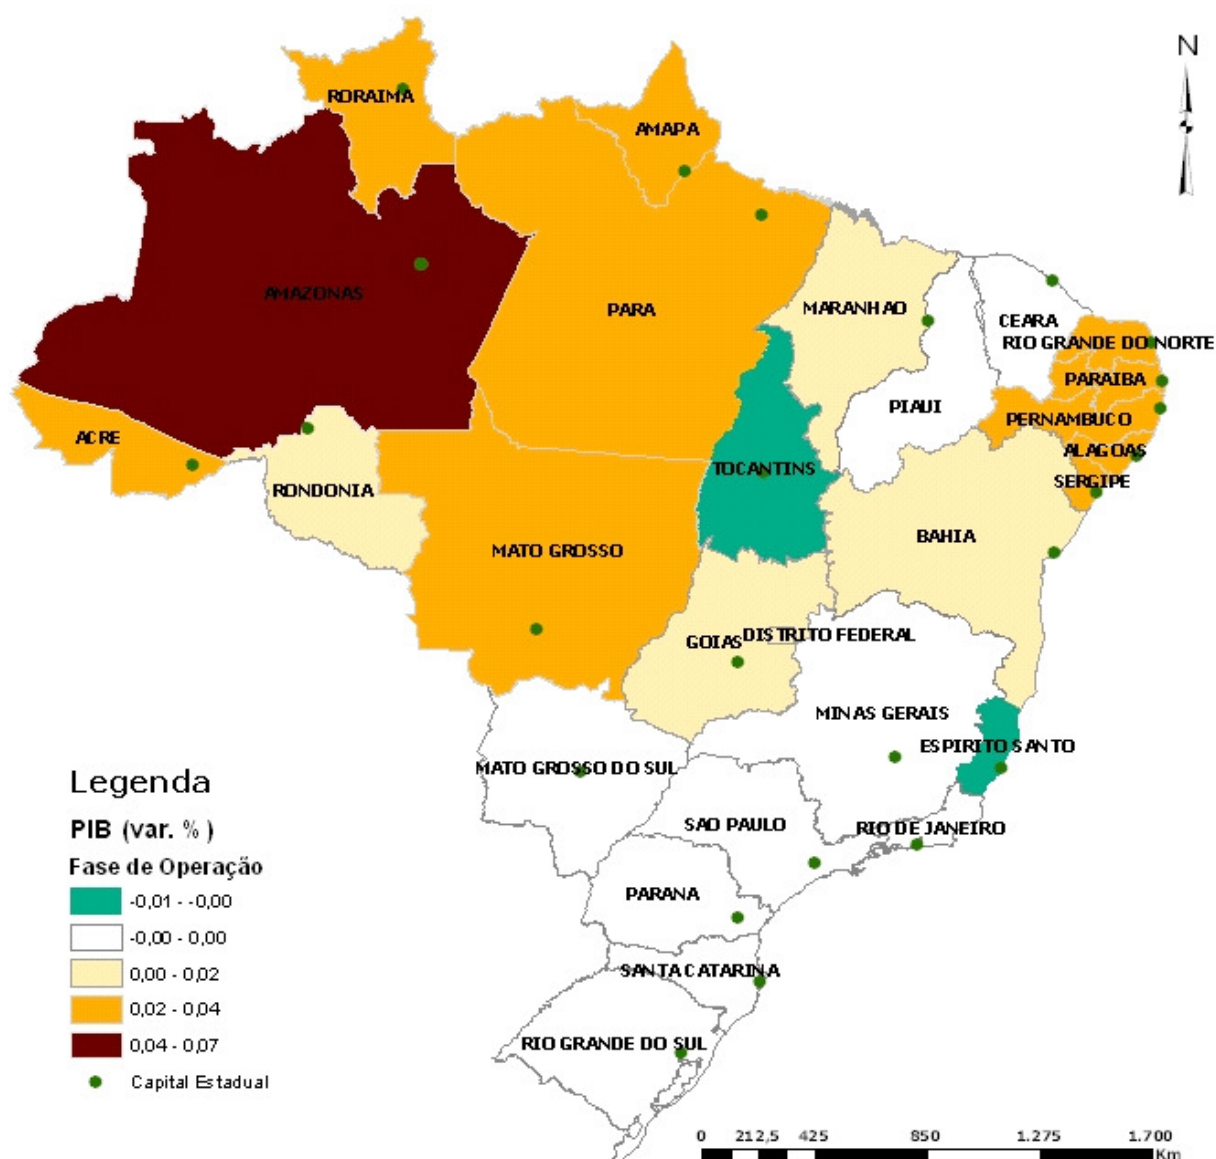 N
RORAIMA
AMAPA
AMAZONAS
PARA
MARANHAO
CEARA
RIO GRANDE DO NORTE
PARAIBA
PIAUI
PERNAMBUCO
ACRE
ALAGOAS
TOCANTINS
SERGIPE
RONDONIA
BAHIA
MATO GROSSO
GOIAS
DISTRITO FEDERAL
MINAS GERAIS
ESPIRITO SANTO
MATO GROSSO DO SUL
SAO PAULO
RIO DE JANEIRO
PARANA
SANTA CATARINA
RIO GRANDE DO SUL
Legenda
PIB (var. %)
Fase de Operação
-0,01 - -0,00
-0,00 - 0,00
0,00 - 0,02
0,02 - 0,04
0,04 - 0,07
Capital Estadual
0 212,5 425 850 1.275 1.700
Km